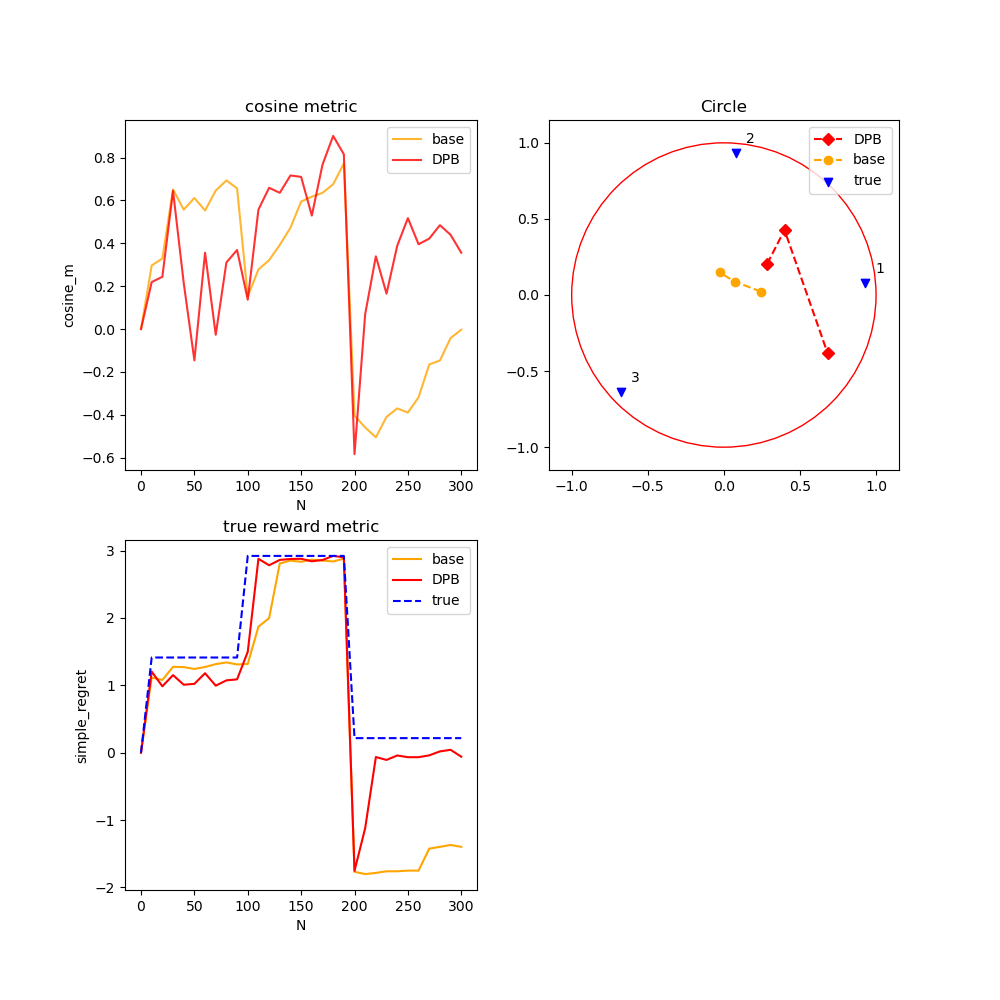 cosine metric
base
DPB
0.8
0.6
0.4
0.2
0.0
−0.2
−0.4
−0.6
cosine_m
0 50 100 150 200 250 300
N
Circle
DPB
base
true
1.0
0.5
0.0
−0.5
−1.0
2
1
3
−1.0 −0.5 0.0 0.5 1.0
true reward metric
base
DPB
true
3
2
1
0
−1
−2
simple_regret
0 50 100 150 200 250 300
N